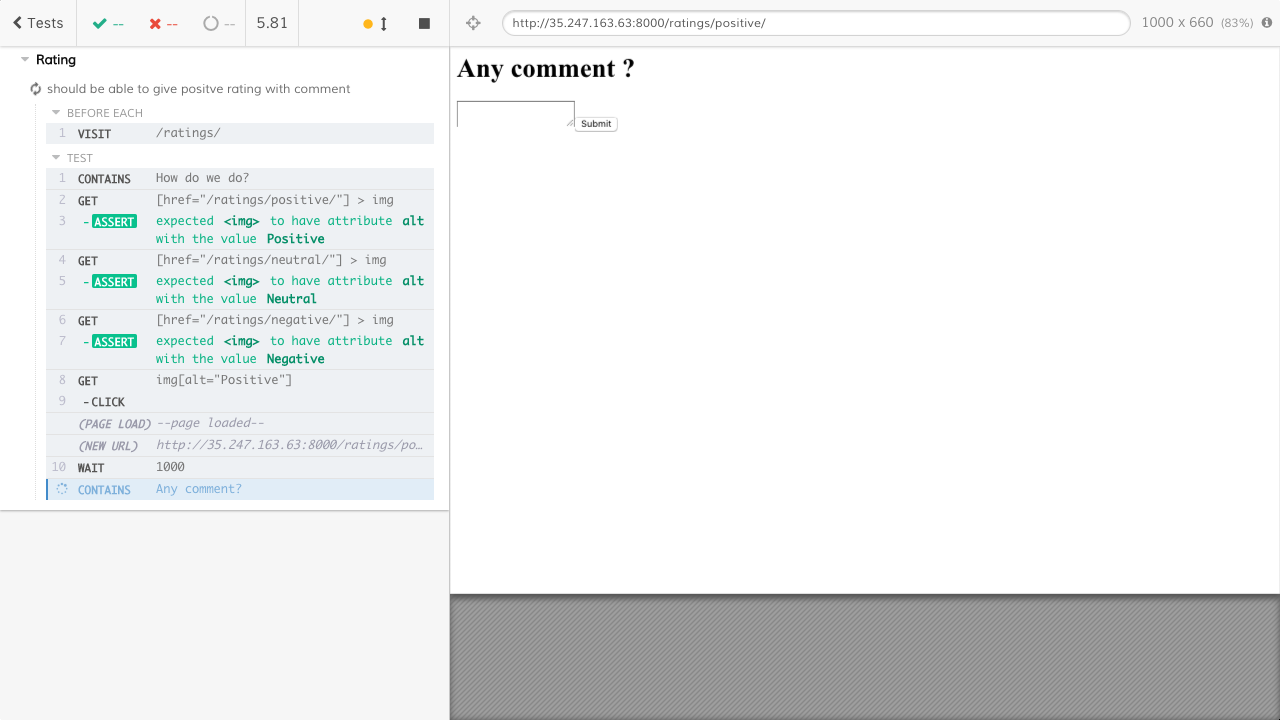 Tests -- -- -- 5.81
http://35.247.163.63:8000/ratings/positive/ 1000 x 660 (83%)
Rating
should be able to give positve rating with comment
BEFORE EACH
1 VISIT /ratings/
TEST
1 CONTAINS How do we do?
2 GET [href="/ratings/positive/"] > img
3 -ASSERT expected <img> to have attribute alt
with the value Positive
4 GET [href="/ratings/neutral/"] > img
5 -ASSERT expected <img> to have attribute alt
with the value Neutral
6 GET [href="/ratings/negative/"] > img
7 -ASSERT expected <img> to have attribute alt
with the value Negative
8 GET img[alt="Positive"]
9 -CLICK
(PAGE LOAD) --page loaded--
(NEW URL) http://35.247.163.63:8000/ratings/po…
10 WAIT 1000
CONTAINS Any comment?
Any comment ?
Submit